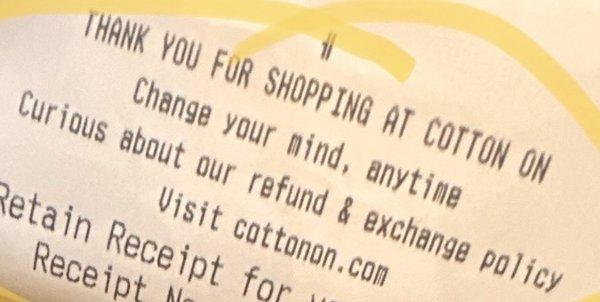 #
THANK YOU FOR SHOPPING AT COTTON ON
Change your mind, anytime
Curious about our refund & exchange policy
Visit cottonon.com
Retain Receipt for
Receipt